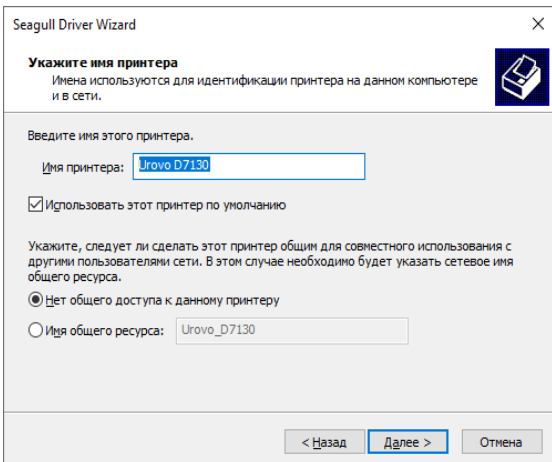 Seagull Driver Wizard
Укажите имя принтера
Имена используются для идентификации принтера на данном компьютере
и в сети.
Введите имя этого принтера.
Имя принтера: Urovo D7130
Использовать этот принтер по умолчанию
Укажите, следует ли сделать этот принтер общим для совместного использования с
другими пользователями сети. В этом случае необходимо будет указать сетевое имя
общего ресурса.
Нет общего доступа к данному принтеру
Имя общего ресурса: Urovo_D7130
< Назад Далее > Отмена